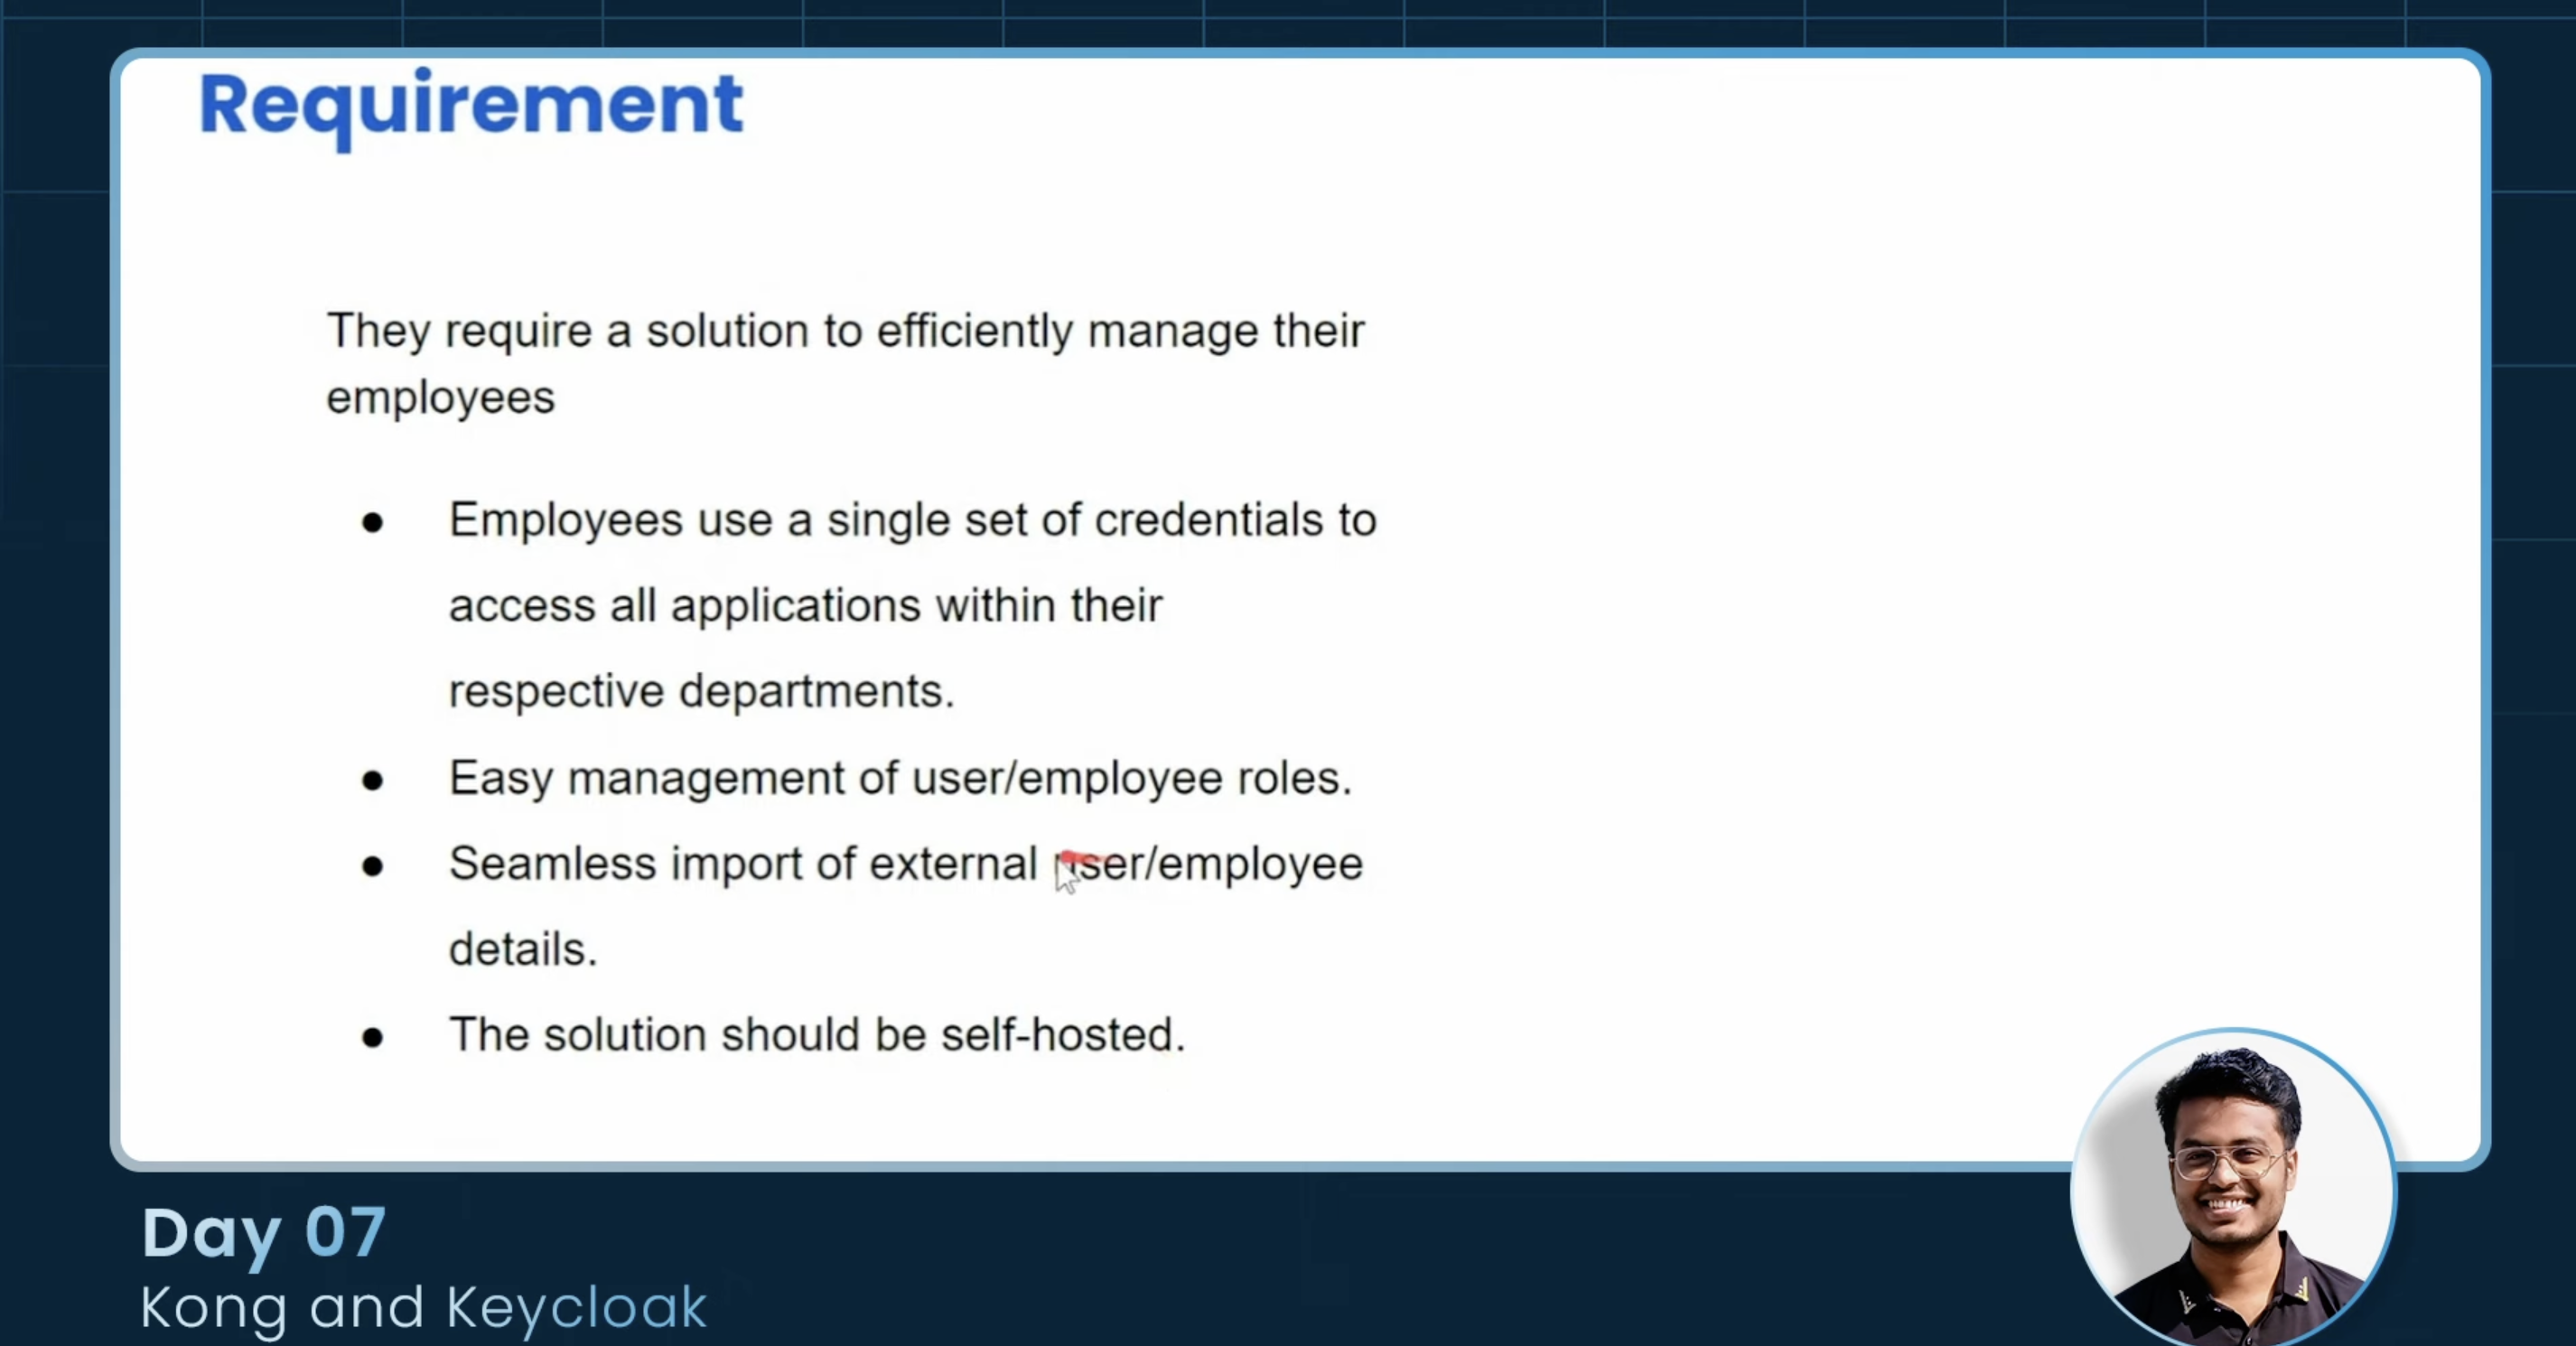 Requirement
They require a solution to efficiently manage their
employees
● Employees use a single set of credentials to
access all applications within their
respective departments.
● Easy management of user/employee roles.
● Seamless import of external user/employee
details.
● The solution should be self-hosted.
Day 07
Kong and Keycloak